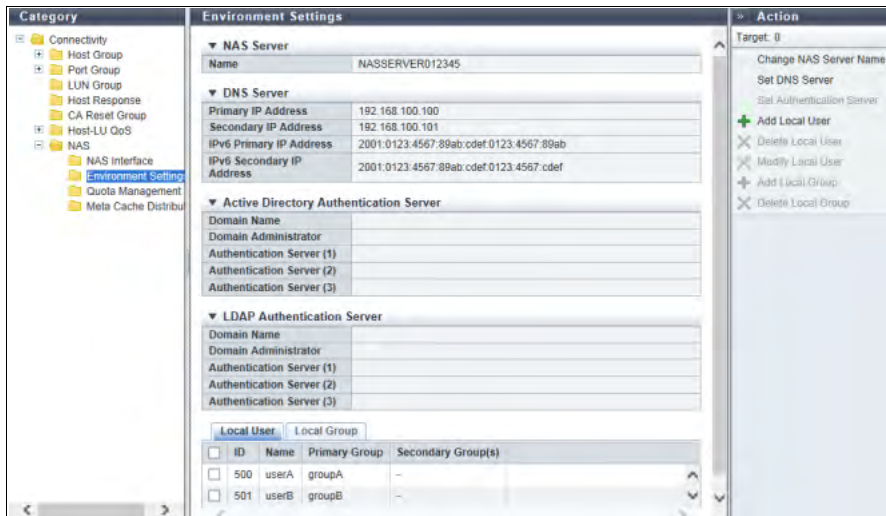 Category
Connectivity
Host Group
Port Group
LUN Group
Host Response
CA Reset Group
Host-LU QoS
NAS
NAS Interface
Environment Settings
Quota Management
Meta Cache Distribut
Environment Settings
▼ NAS Server
Name NASSERVER012345
▼ DNS Server
Primary IP Address 192.168.100.100
Secondary IP Address 192.168.100.101
IPv6 Primary IP Address 2001:0123:4567:89ab:cdef:0123:4567:89ab
IPv6 Secondary IP Address 2001:0123:4567:89ab:cdef:0123:4567:cdef
▼ Active Directory Authentication Server
Domain Name
Domain Administrator
Authentication Server (1)
Authentication Server (2)
Authentication Server (3)
▼ LDAP Authentication Server
Domain Name
Domain Administrator
Authentication Server (1)
Authentication Server (2)
Authentication Server (3)
Local User Local Group
ID Name Primary Group Secondary Group(s)
500 userA groupA –
501 userB groupB –
» Action
Target: 0
Change NAS Server Name
Set DNS Server
Set Authentication Server
Add Local User
Delete Local User
Modify Local User
Add Local Group
Delete Local Group